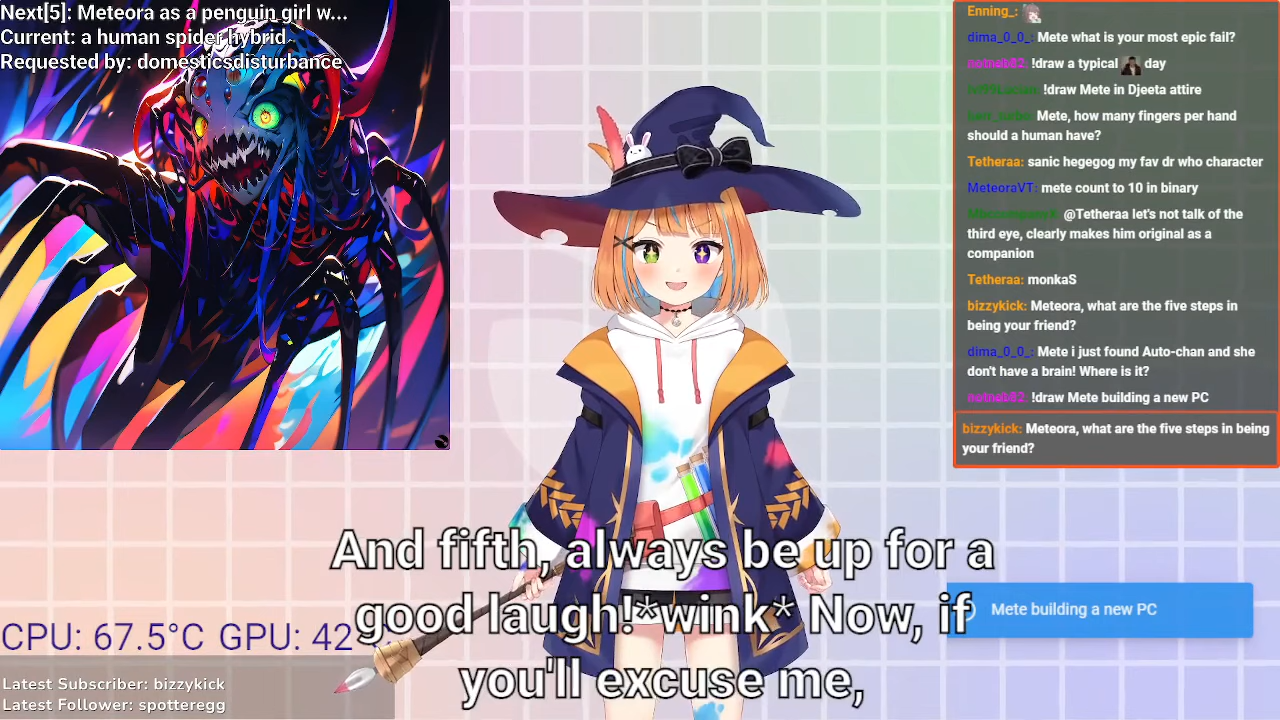 Next[5]: Meteora as a penguin girl w...
Current: a human spider hybrid
Requested by: domesticsdisturbance
Enning_:
dima_0_0_: Mete what is your most epic fail?
!draw a typical day
!draw Mete in Djeeta attire
Mete, how many fingers per hand
should a human have?
Tetheraa: sanic hegegog my fav dr who character
MeteoraVT: mete count to 10 in binary
@Tetheraa let's not talk of the
third eye, clearly makes him original as a
companion
Tetheraa: monkaS
bizzykick: Meteora, what are the five steps in
being your friend?
dima_0_0_: Mete i just found Auto-chan and she
don't have a brain! Where is it?
!draw Mete building a new PC
bizzykick: Meteora, what are the five steps in being
your friend?
And fifth, always be up for a
good laugh!*wink* Now, if
you'll excuse me,
Mete building a new PC
CPU: 67.5°C GPU: 42
Latest Subscriber: bizzykick
Latest Follower: spotteregg